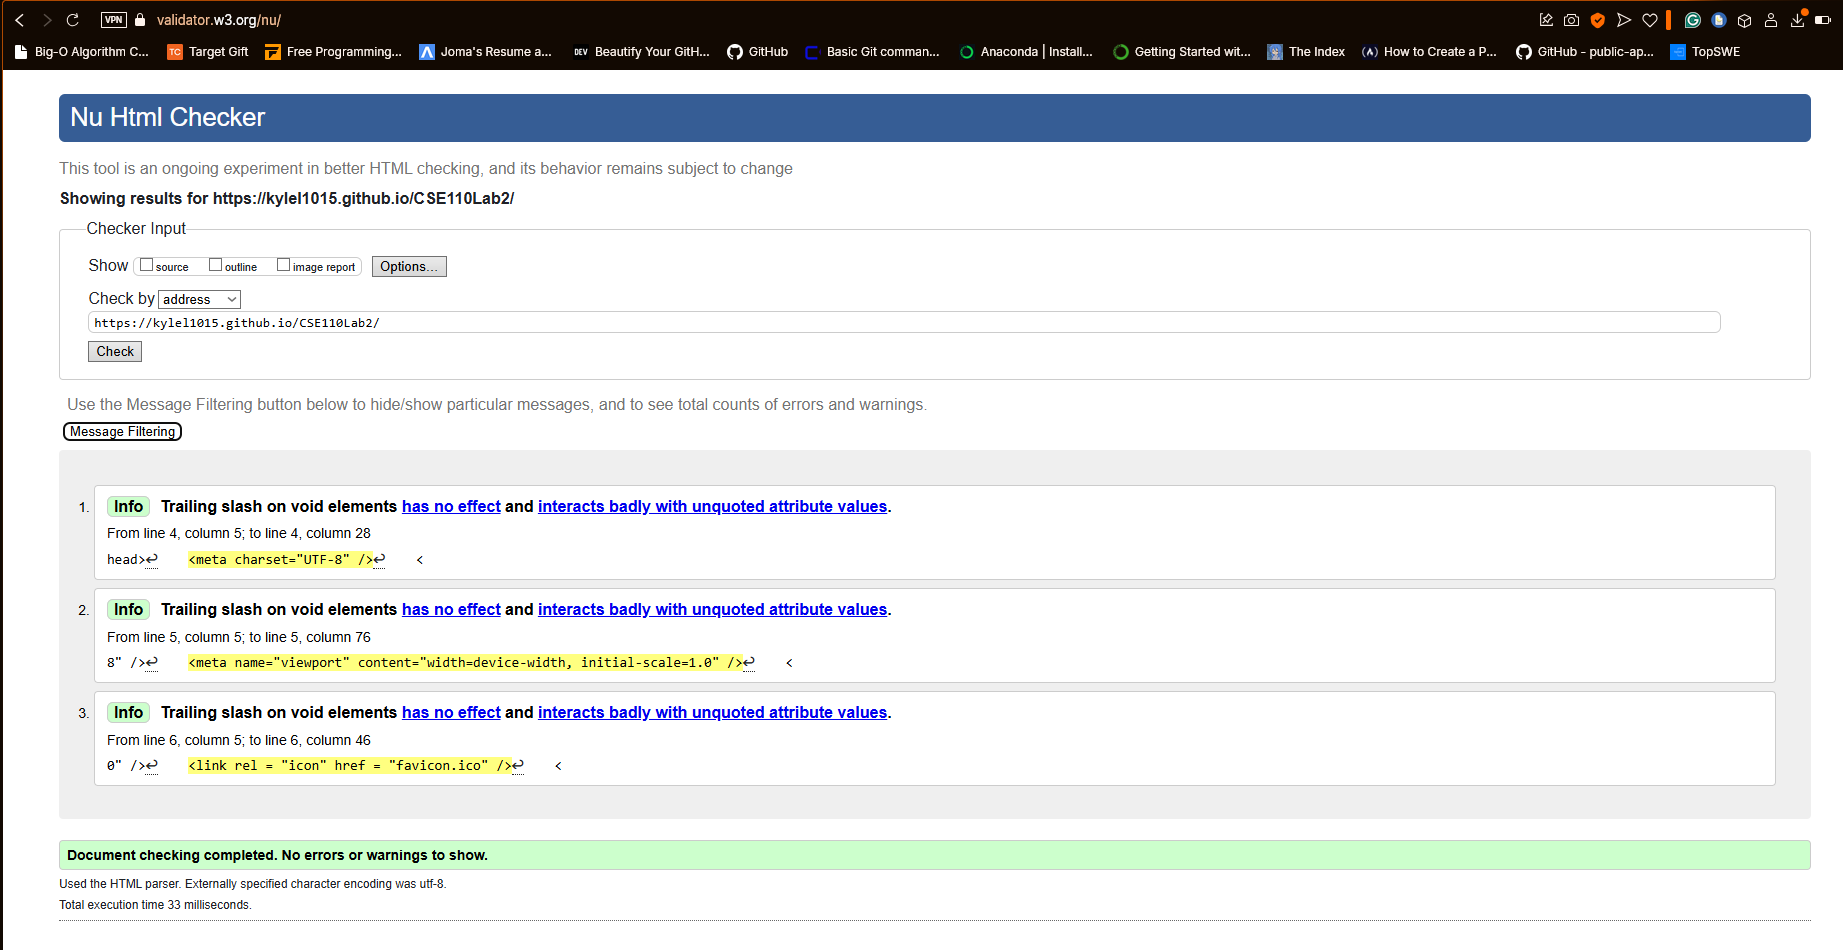 VPN validator.w3.org/nu/
Big-O Algorithm C... TC Target Gift Free Programming... Joma's Resume a... DEV Beautify Your GitH... GitHub Basic Git comman... Anaconda | Install... Getting Started wit... The Index How to Create a P... GitHub - public-ap... TopSWE
Nu Html Checker
This tool is an ongoing experiment in better HTML checking, and its behavior remains subject to change
Showing results for https://kylel1015.github.io/CSE110Lab2/
Checker Input
Show source outline image report Options...
Check by address
https://kylel1015.github.io/CSE110Lab2/
Check
Use the Message Filtering button below to hide/show particular messages, and to see total counts of errors and warnings.
Message Filtering
1. Info Trailing slash on void elements has no effect and interacts badly with unquoted attribute values.
From line 4, column 5; to line 4, column 28
head>↩ <meta charset="UTF-8" />↩ <
2. Info Trailing slash on void elements has no effect and interacts badly with unquoted attribute values.
From line 5, column 5; to line 5, column 76
8" />↩ <meta name="viewport" content="width=device-width, initial-scale=1.0" />↩ <
3. Info Trailing slash on void elements has no effect and interacts badly with unquoted attribute values.
From line 6, column 5; to line 6, column 46
0" />↩ <link rel = "icon" href = "favicon.ico" />↩ <
Document checking completed. No errors or warnings to show.
Used the HTML parser. Externally specified character encoding was utf-8.
Total execution time 33 milliseconds.